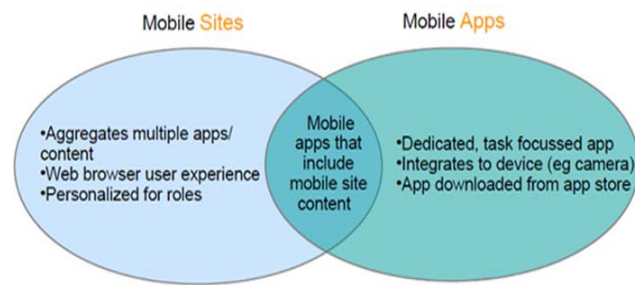 Mobile Sites
Mobile Apps
•Aggregates multiple apps/
content
•Web browser user experience
•Personalized for roles
Mobile
apps that
include
mobile site
content
•Dedicated, task focussed app
•Integrates to device (eg camera)
•App downloaded from app store